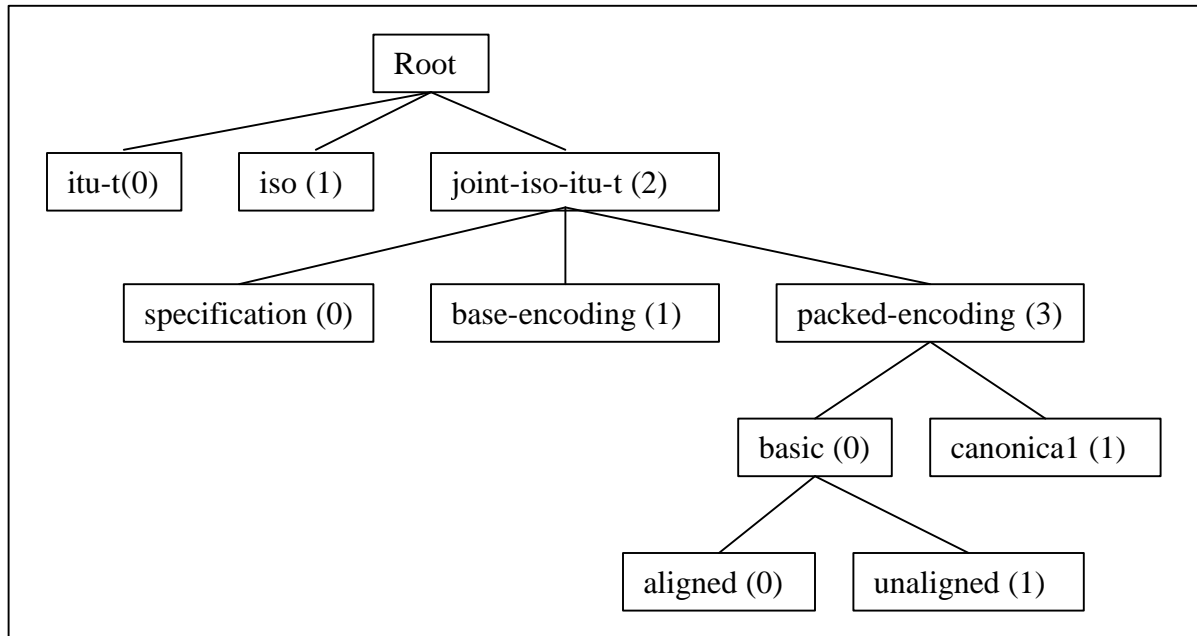 Root
itu-t(0)
iso (1)
joint-iso-itu-t (2)
specification (0)
base-encoding (1)
packed-encoding (3)
basic (0)
canonica1 (1)
aligned (0)
unaligned (1)